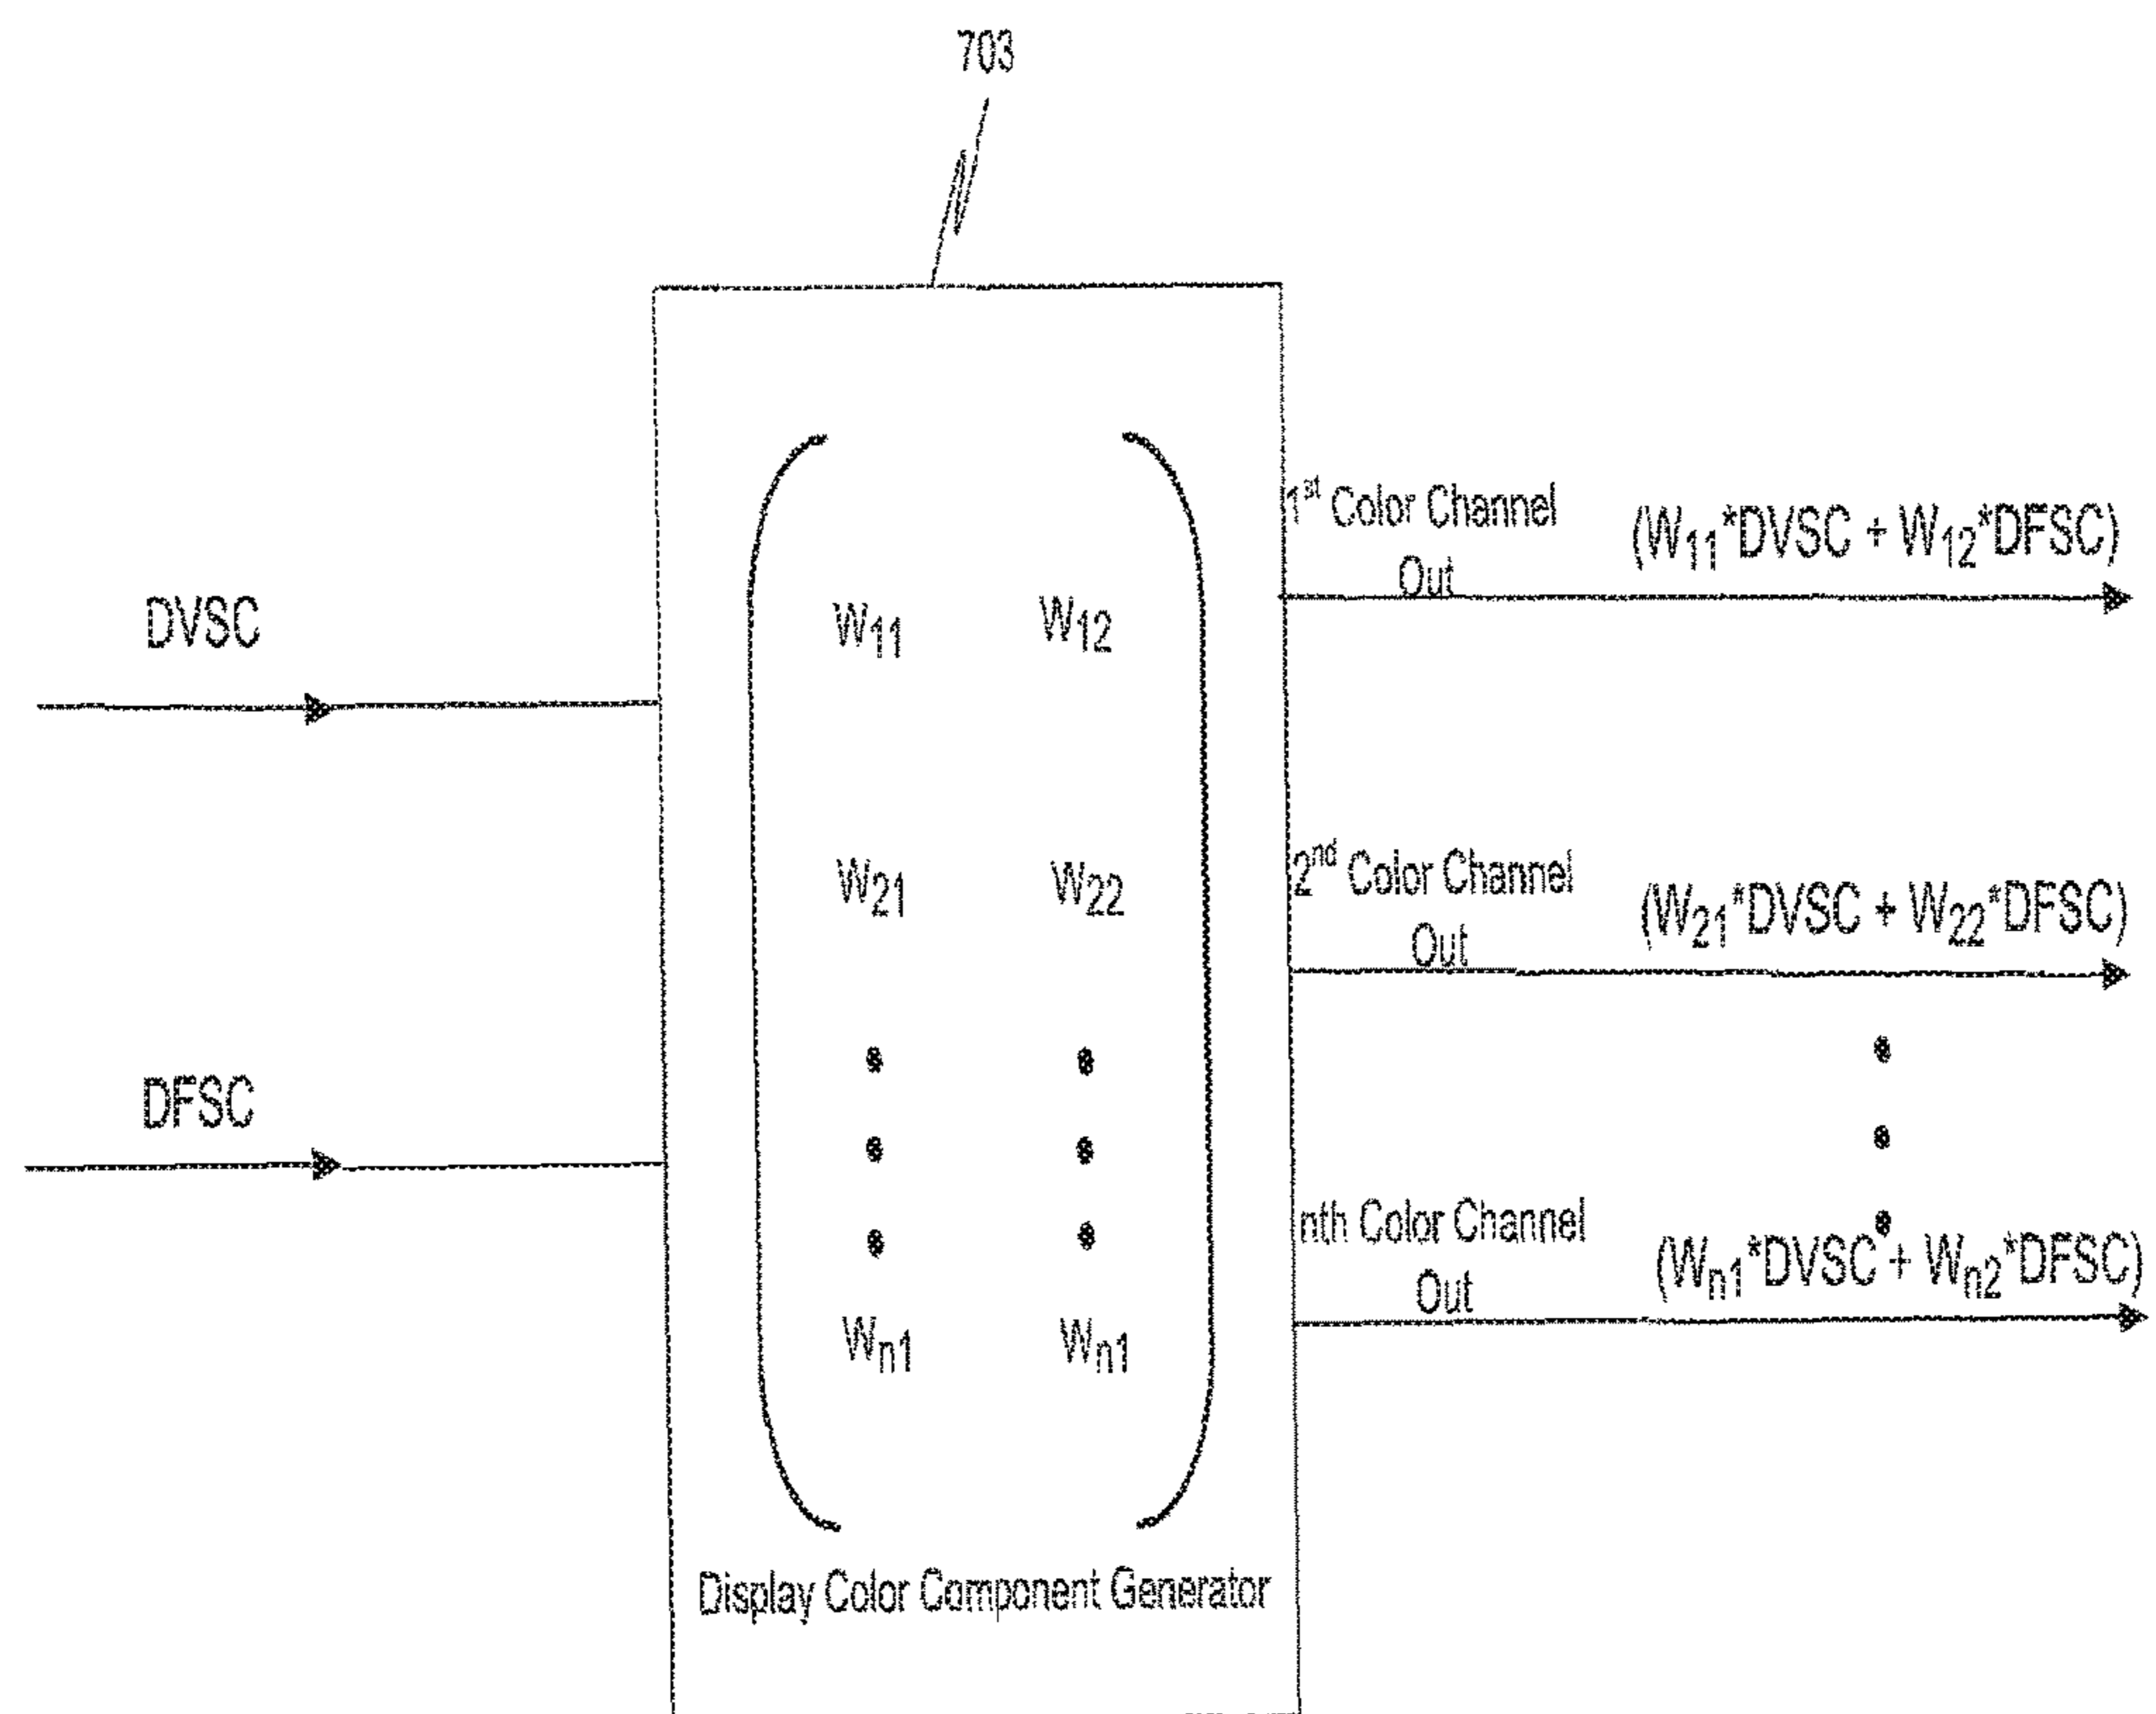 703
DVSC
DFSC
W11 W12
W21 W22
Wn1 Wn1
Display Color Component Generator
1st Color Channel
Out
(W11*DVSC + W12*DFSC)
2nd Color Channel
Out
(W21*DVSC + W22*DFSC)
nth Color Channel
Out
(Wn1*DVSC + Wn2*DFSC)